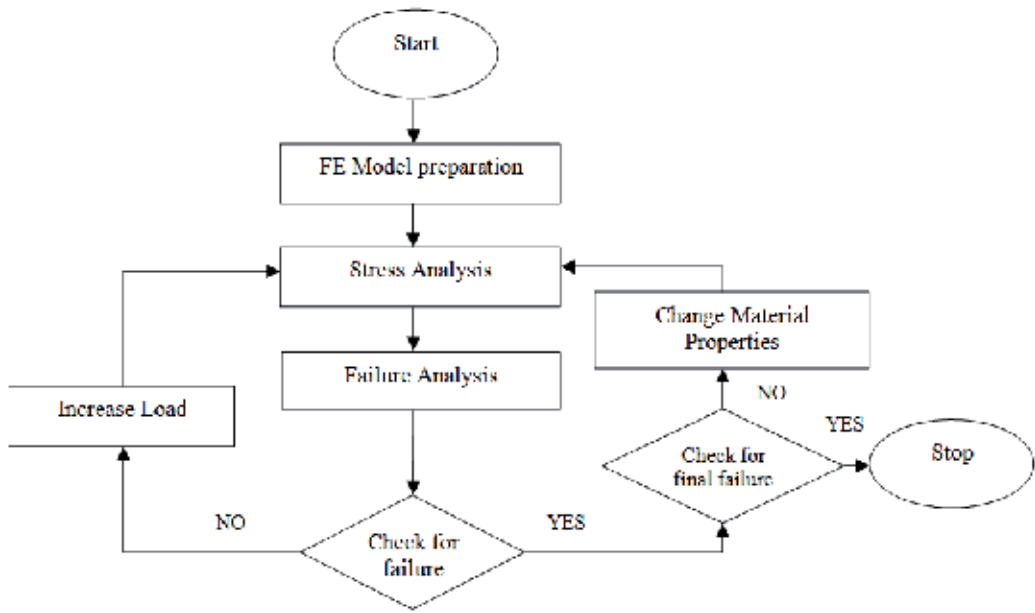 Start
FE Model preparation
Stress Analysis
Change Material
Properties
Failure Analysis
NO
Increase Load
YES
Check for
final failure
Stop
NO
YES
Check for
failure